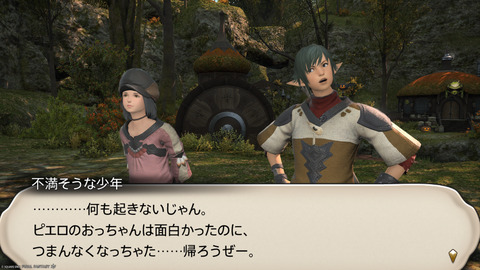 不満そうな少年
…………何も起きないじゃん。
ピエロのおっちゃんは面白かったのに、
つまんなくなっちゃた……帰ろうぜー。